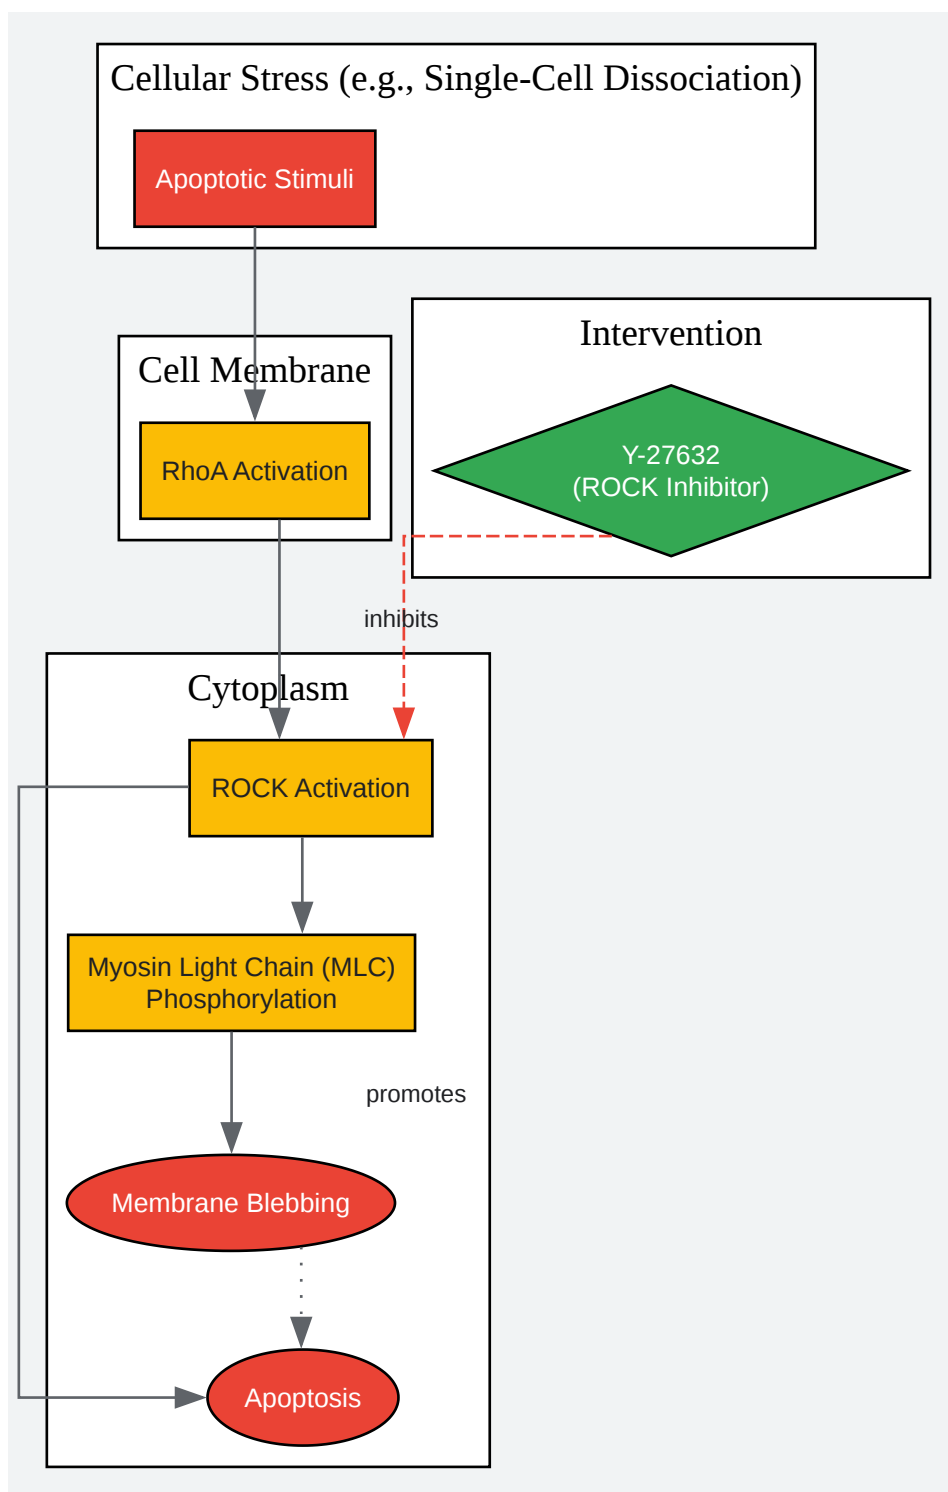 Cellular Stress (e.g., Single-Cell Dissociation)
Apoptotic Stimuli
Intervention
Cell Membrane
Y-27632
(ROCK Inhibitor)
RhoA Activation
inhibits
Cytoplasm
ROCK Activation
Myosin Light Chain (MLC)
Phosphorylation
promotes
Membrane Blebbing
Apoptosis